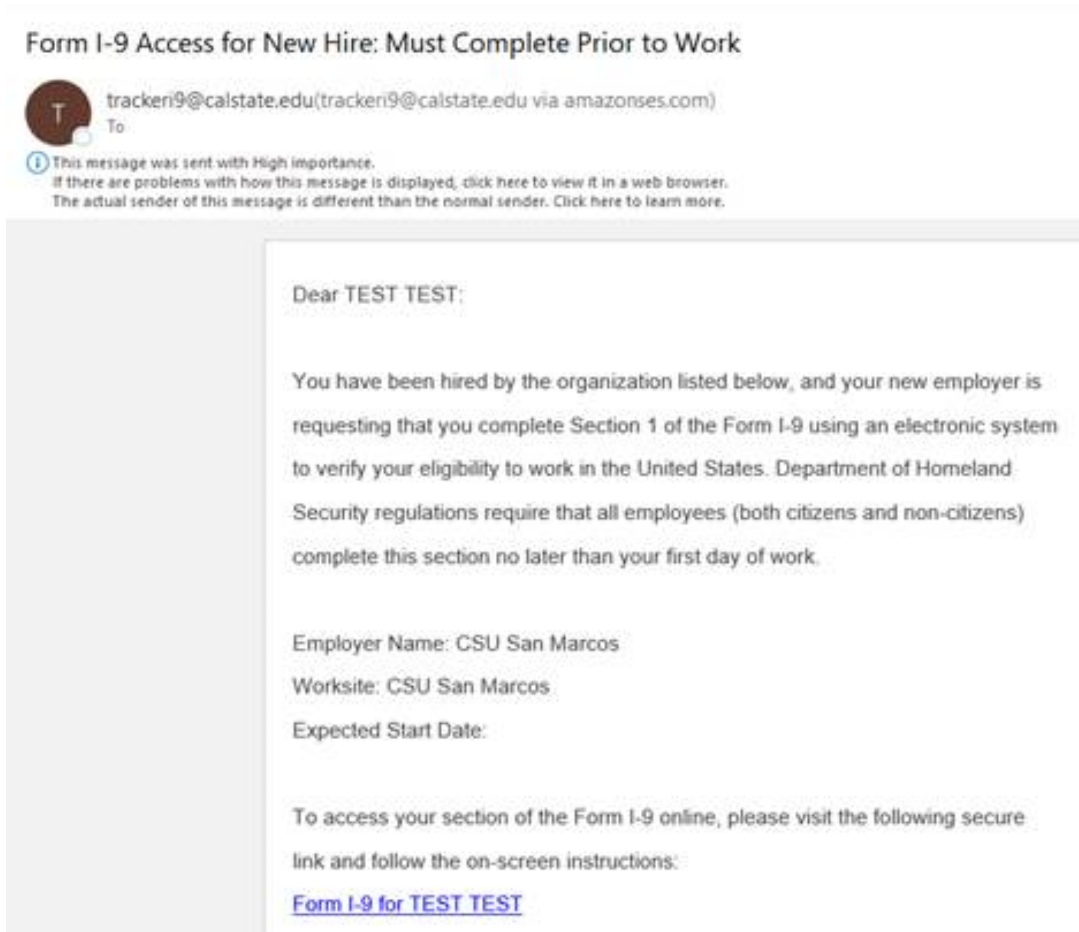 Form I-9 Access for New Hire: Must Complete Prior to Work
T
trackeri9@calstate.edu(trackeri9@calstate.edu via amazonses.com)
To
This message was sent with High importance.
If there are problems with how this message is displayed, click here to view it in a web browser.
The actual sender of this message is different than the normal sender. Click here to learn more.
Dear TEST TEST:
You have been hired by the organization listed below, and your new employer is
requesting that you complete Section 1 of the Form I-9 using an electronic system
to verify your eligibility to work in the United States. Department of Homeland
Security regulations require that all employees (both citizens and non-citizens)
complete this section no later than your first day of work.
Employer Name: CSU San Marcos
Worksite: CSU San Marcos
Expected Start Date:
To access your section of the Form I-9 online, please visit the following secure
link and follow the on-screen instructions:
Form I-9 for TEST TEST